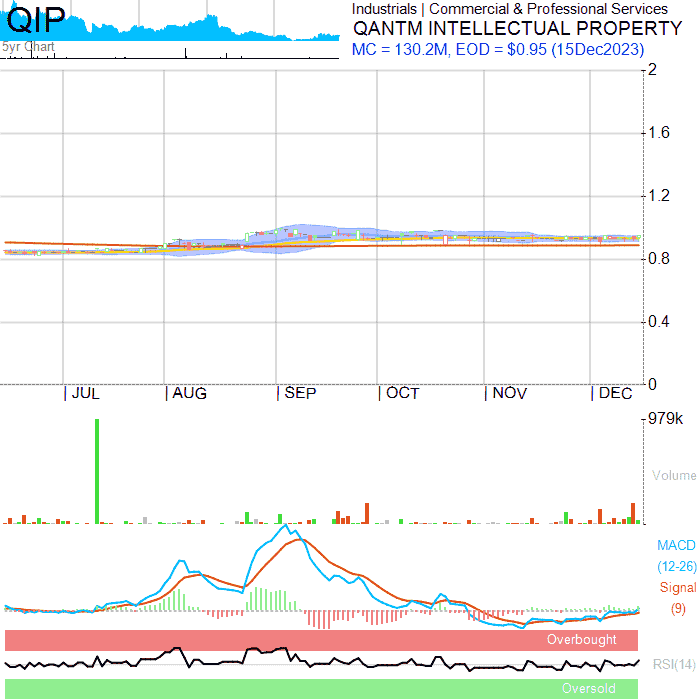 QIP
5yr Chart
Industrials | Commercial & Professional Services
QANTM INTELLECTUAL PROPERTY
MC = 130.2M, EOD = $0.95 (15Dec2023)
2
1.6
1.2
0.8
0.4
0
JUL
AUG
SEP
OCT
NOV
DEC
979k
Volume
MACD
(12-26)
Signal
(9)
Overbought
RSI(14)
Oversold